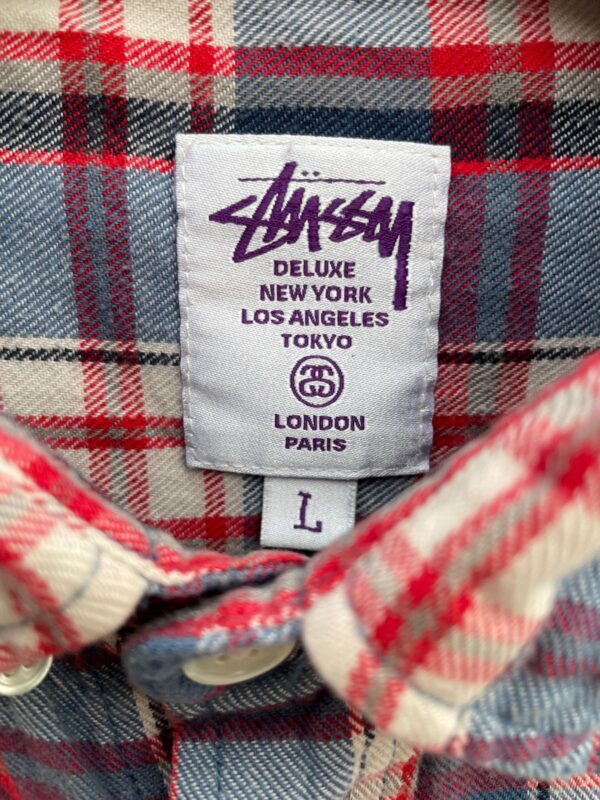 STÜSSY
DELUXE
NEW YORK
LOS ANGELES
TOKYO
LONDON
PARIS
L